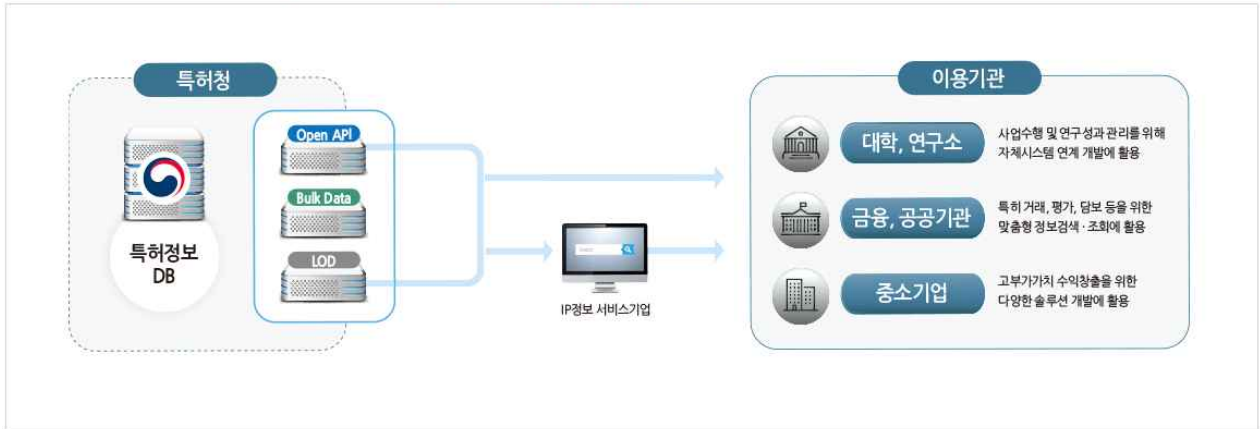 특허청
특허정보
DB
Open API
Bulk Data
LOD
IP정보 서비스기업
이용기관
대학, 연구소
사업수행 및 연구성과 관리를 위해
자체시스템 연계 개발에 활용
금융, 공공기관
특히 거래, 평가, 담보 등을 위한
맞춤형 정보검색 · 조회에 활용
중소기업
고부가가치 수익창출을 위한
다양한 솔루션 개발에 활용